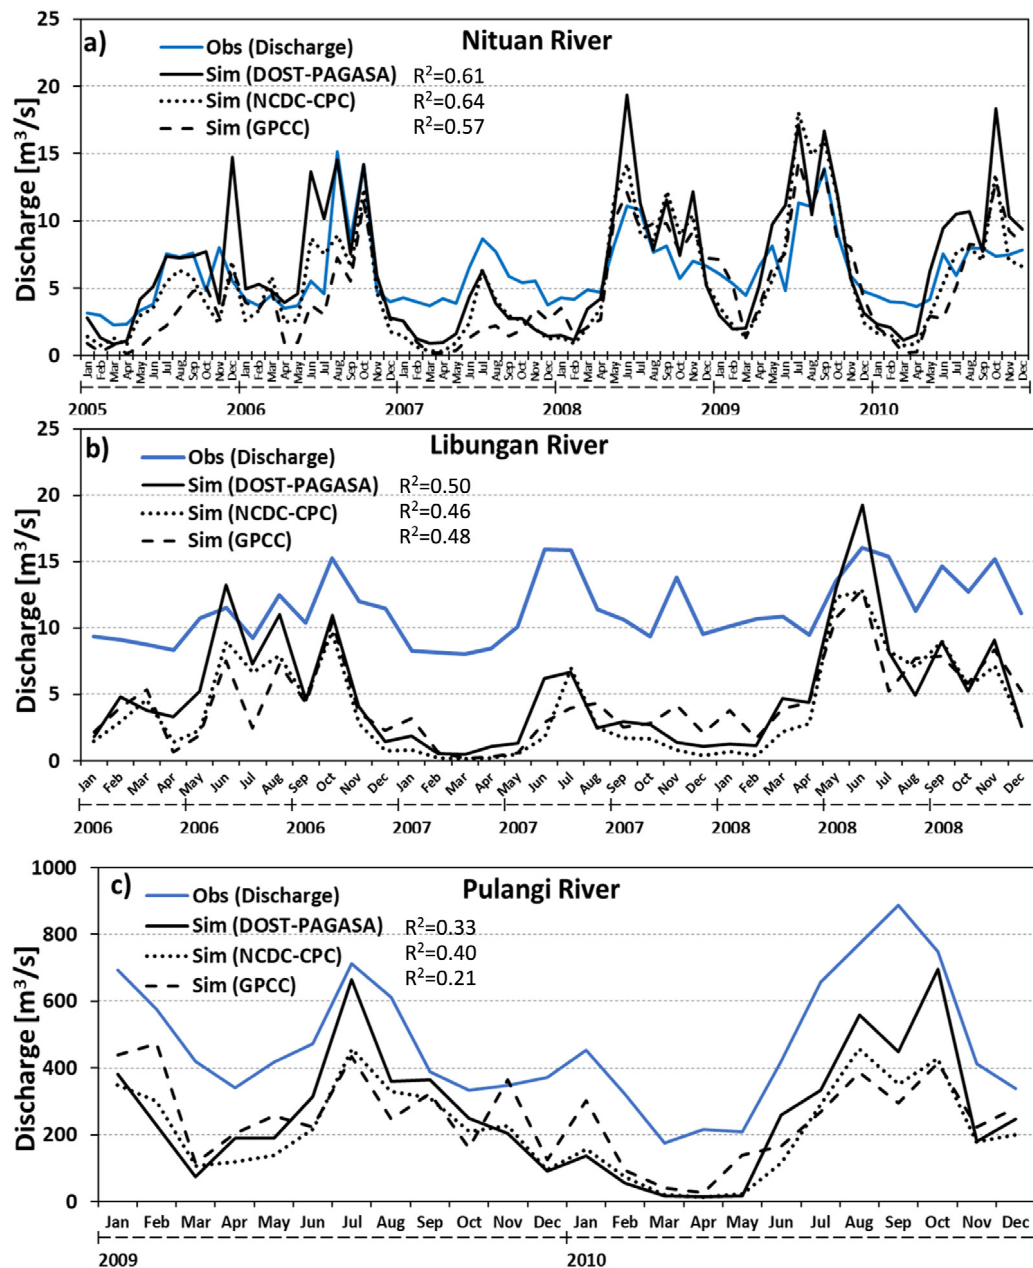 a)
Nituan River
Obs (Discharge)
Sim (DOST-PAGASA) R²=0.61
Sim (NCDC-CPC) R²=0.64
Sim (GPCC) R²=0.57
Discharge [m³/s]
25
20
15
10
5
0
Jan Feb Mar Apr May Jun Jul Aug Sep Oct Nov Dec Jan Feb Mar Apr May Jun Jul Aug Sep Oct Nov Dec Jan Feb Mar Apr May Jun Jul Aug Sep Oct Nov Dec Jan Feb Mar Apr May Jun Jul Aug Sep Oct Nov Dec Jan Feb Mar Apr May Jun Jul Aug Sep Oct Nov Dec Jan Feb Mar Apr May Jun Jul Aug Sep Oct Nov Dec
2005 2006 2007 2008 2009 2010
b)
Libungan River
Obs (Discharge)
Sim (DOST-PAGASA) R²=0.50
Sim (NCDC-CPC) R²=0.46
Sim (GPCC) R²=0.48
Discharge [m³/s]
25
20
15
10
5
0
Jan Feb Mar Apr May Jun Jul Aug Sep Oct Nov Dec Jan Feb Mar Apr May Jun Jul Aug Sep Oct Nov Dec Jan Feb Mar Apr May Jun Jul Aug Sep Oct Nov Dec
2006 2006 2006 2007 2007 2007 2008 2008 2008
c)
Pulangi River
Obs (Discharge)
Sim (DOST-PAGASA) R²=0.33
Sim (NCDC-CPC) R²=0.40
Sim (GPCC) R²=0.21
Discharge [m³/s]
1000
800
600
400
200
0
Jan Feb Mar Apr May Jun Jul Aug Sep Oct Nov Dec Jan Feb Mar Apr May Jun Jul Aug Sep Oct Nov Dec
2009 2010